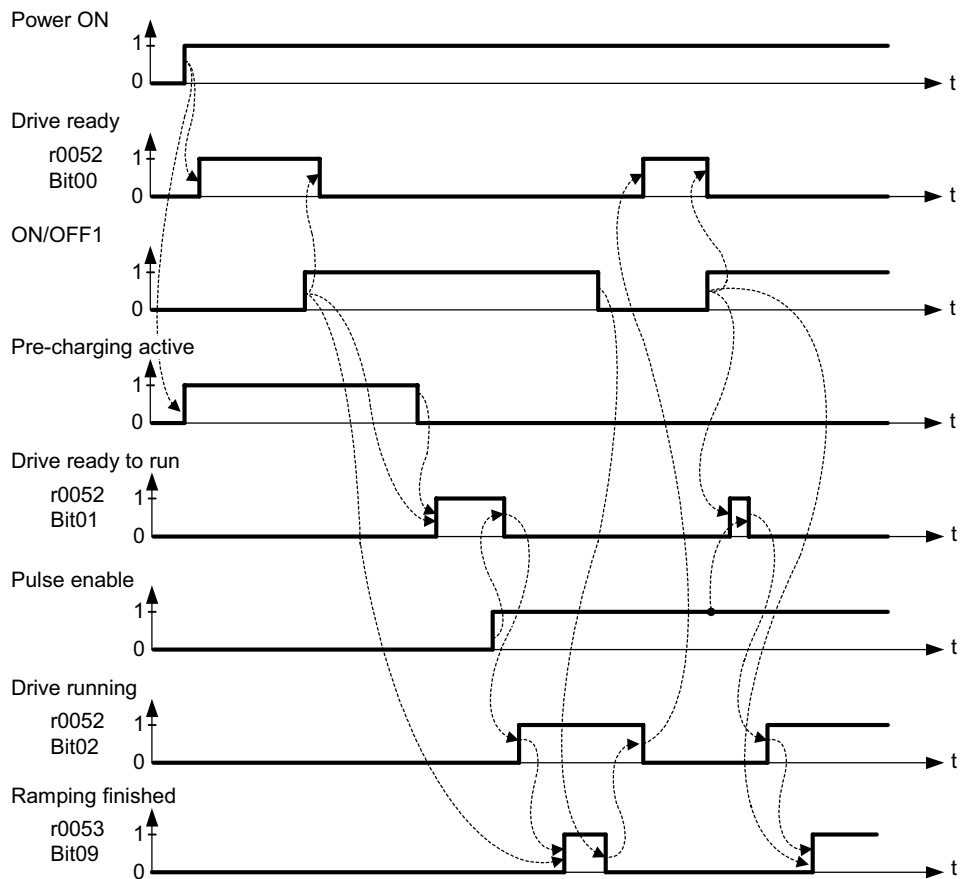 Power ON
1
0
t
Drive ready
r0052
Bit00
1
0
t
ON/OFF1
1
0
t
Pre-charging active
1
0
t
Drive ready to run
r0052
Bit01
1
0
t
Pulse enable
1
0
t
Drive running
r0052
Bit02
1
0
t
Ramping finished
r0053
Bit09
1
0
t